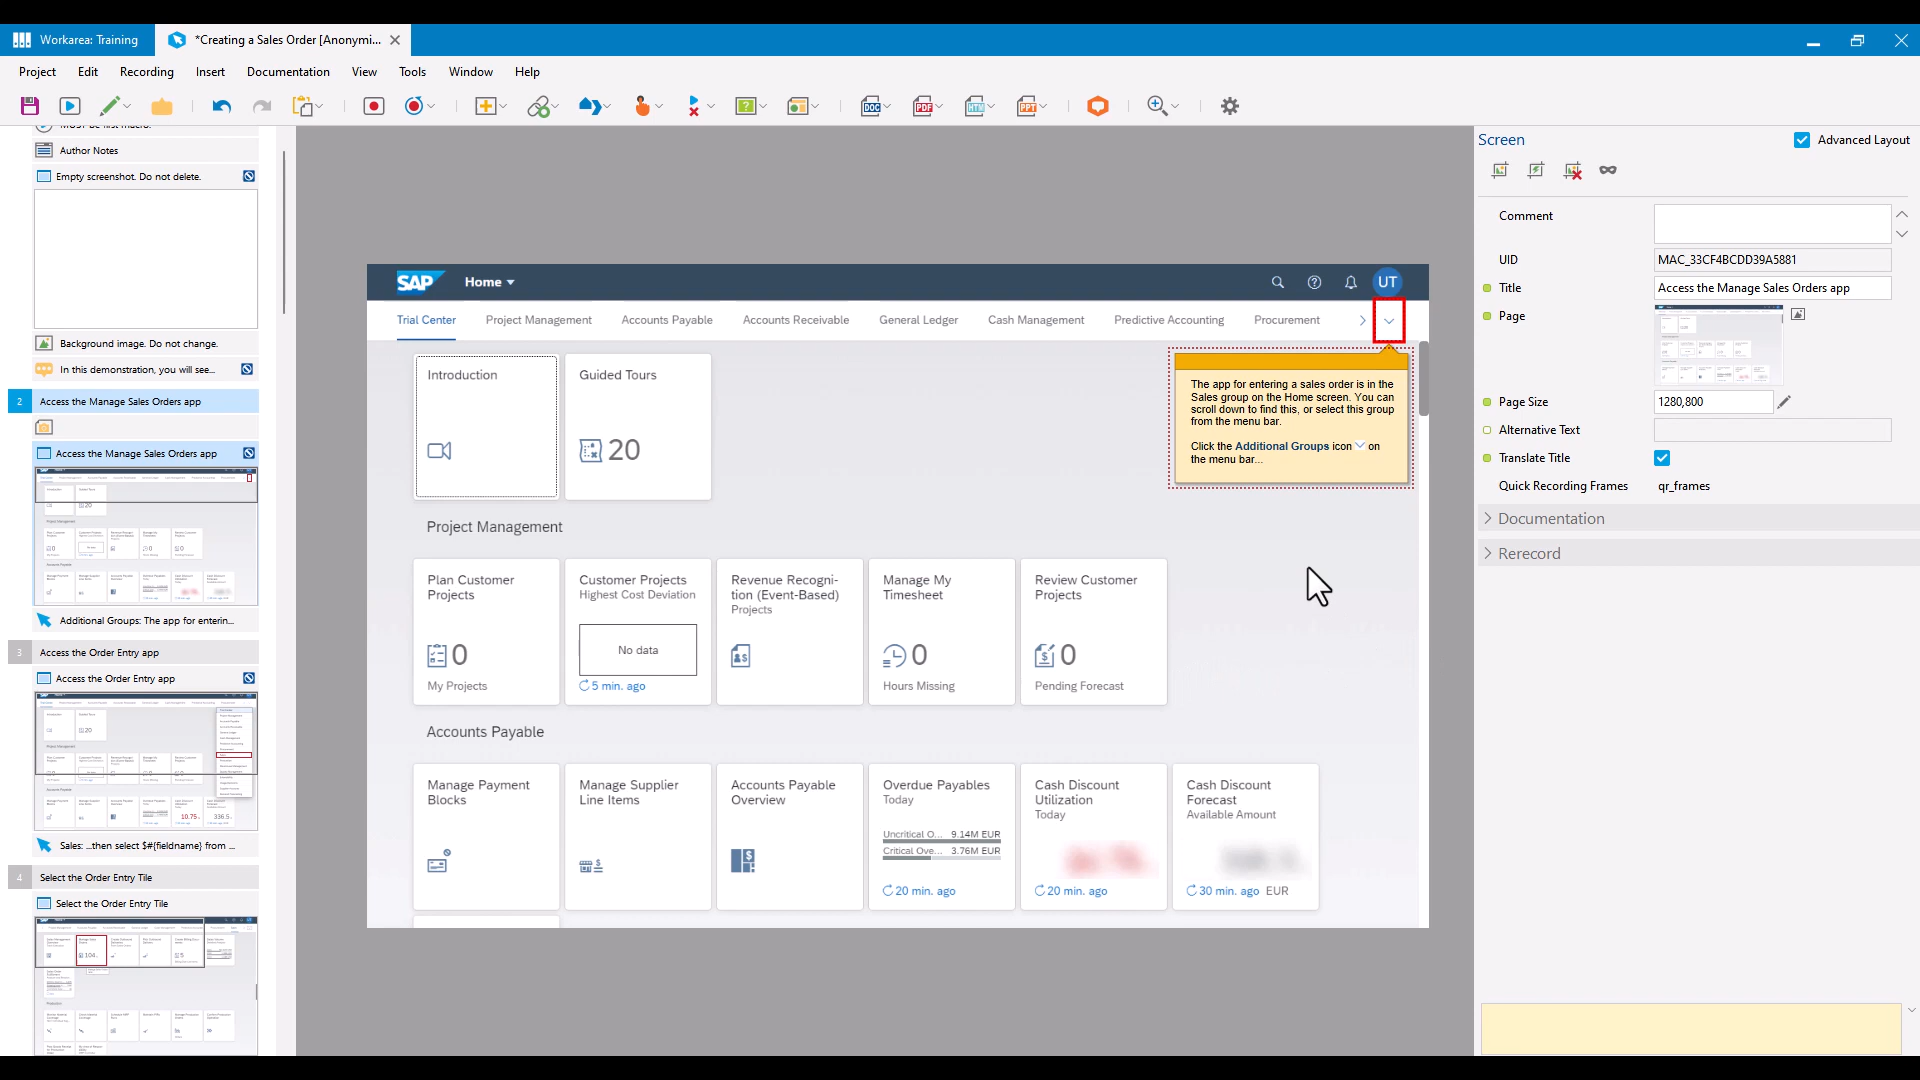 Workarea: Training
*Creating a Sales Order [Anonymi...
Project Edit Recording Insert Documentation View Tools Window Help
Author Notes
Empty screenshot. Do not delete.
Background image. Do not change.
In this demonstration, you will see...
2 Access the Manage Sales Orders app
Access the Manage Sales Orders app
Additional Groups: The app for enterin...
3 Access the Order Entry app
Access the Order Entry app
Sales: ...then select $#{fieldname} from ...
4 Select the Order Entry Tile
Select the Order Entry Tile
SAP Home UT
Trial Center Project Management Accounts Payable Accounts Receivable General Ledger Cash Management Predictive Accounting Procurement
Introduction
Guided Tours
20
The app for entering a sales order is in the
Sales group on the Home screen. You can
scroll down to find this, or select this group
from the menu bar.
Click the Additional Groups icon on
the menu bar...
Project Management
Plan Customer
Projects
0
My Projects
Customer Projects
Highest Cost Deviation
No data
5 min. ago
Revenue Recogni-
tion (Event-Based)
Projects
Manage My
Timesheet
0
Hours Missing
Review Customer
Projects
0
Pending Forecast
Accounts Payable
Manage Payment
Blocks
Manage Supplier
Line Items
Accounts Payable
Overview
Overdue Payables
Today
Uncritical O... 9.14M EUR
Critical Ove... 3.76M EUR
20 min. ago
Cash Discount
Utilization
Today
20 min. ago
Cash Discount
Forecast
Available Amount
30 min. ago EUR
Screen
Advanced Layout
Comment
UID MAC_33CF4BCDD39A5881
Title Access the Manage Sales Orders app
Page
Page Size 1280,800
Alternative Text
Translate Title
Quick Recording Frames qr_frames
Documentation
Rerecord